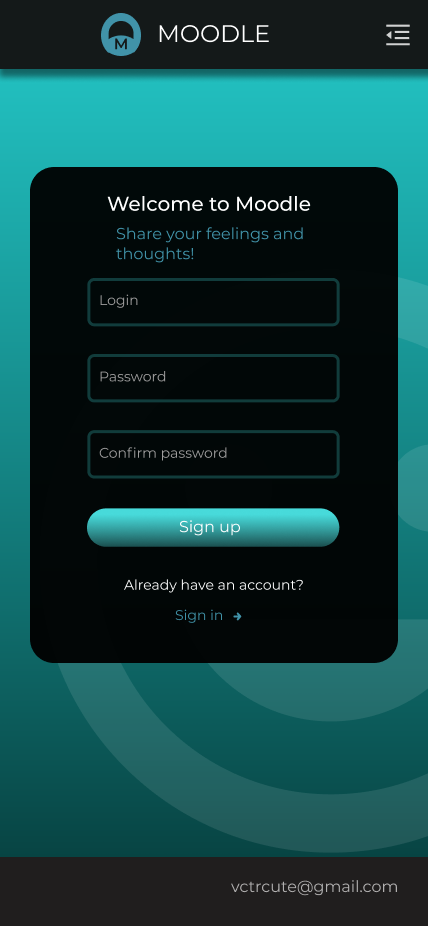 M
MOODLE
Welcome to Moodle
Share your feelings and
thoughts!
Login
Password
Confirm password
Sign up
Already have an account?
Sign in
vctrcute@gmail.com